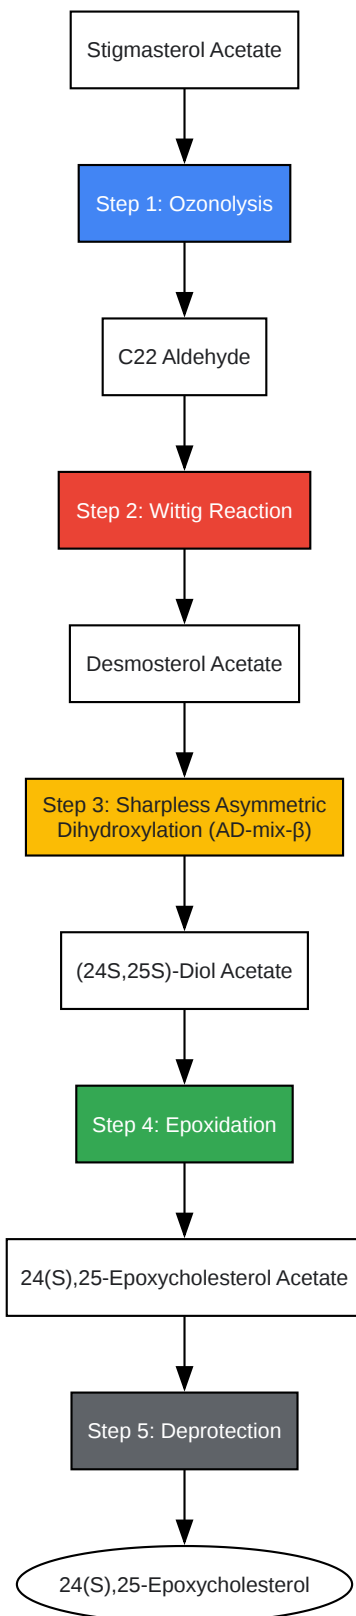 Stigmasterol Acetate
Step 1: Ozonolysis
C22 Aldehyde
Step 2: Wittig Reaction
Desmosterol Acetate
Step 3: Sharpless Asymmetric
Dihydroxylation (AD-mix-β)
(24S,25S)-Diol Acetate
Step 4: Epoxidation
24(S),25-Epoxycholesterol Acetate
Step 5: Deprotection
24(S),25-Epoxycholesterol